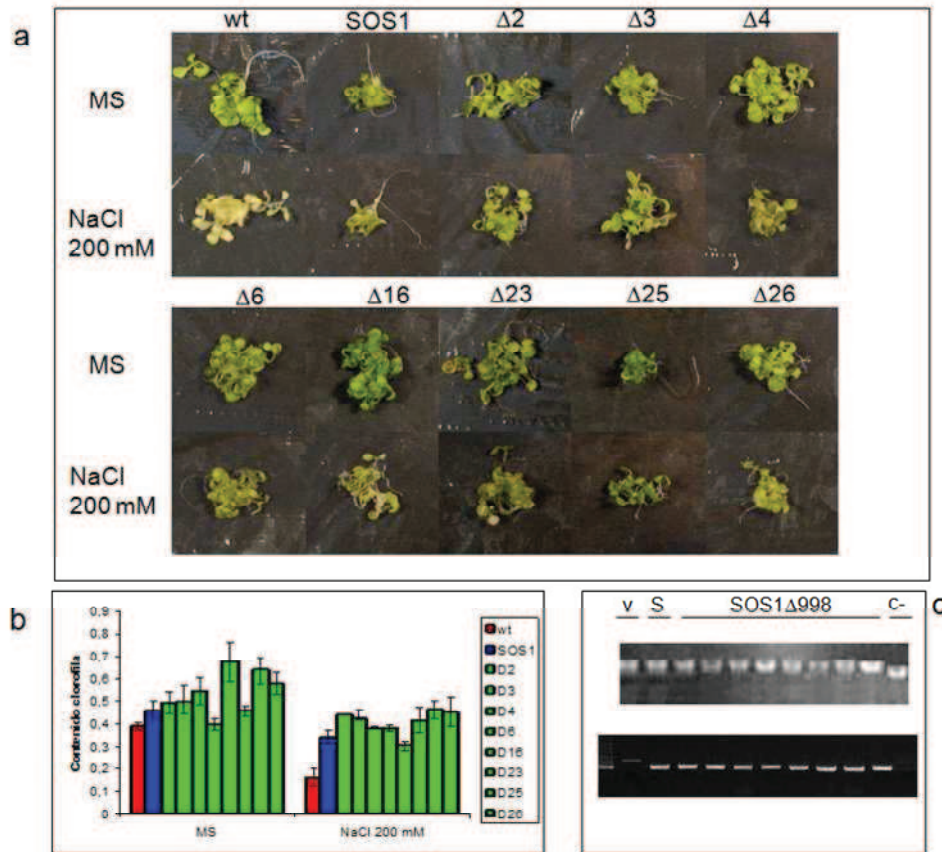 a
wt SOS1 Δ2 Δ3 Δ4
MS
NaCl
200 mM
Δ6 Δ16 Δ23 Δ25 Δ26
MS
NaCl
200 mM
b
Contenido clorofila
0,9
0,8
0,7
0,6
0,5
0,4
0,3
0,2
0,1
0
MS NaCl 200 mM
wt
SOS1
D2
D3
D4
D6
D16
D23
D25
D26
v S SOS1Δ998 c-